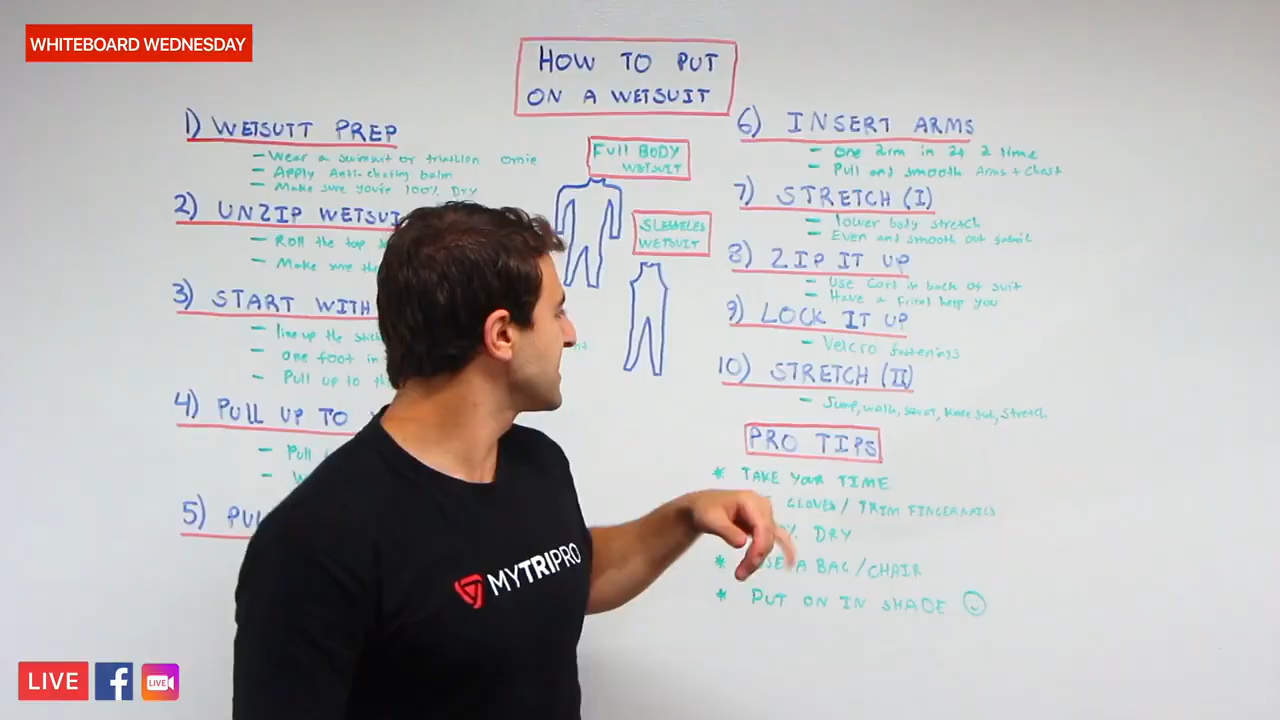 WHITEBOARD WEDNESDAY
HOW TO PUT
ON A WETSUIT
1) WETSUIT PREP
- Wear a swimsuit or triathlon onsie
- Apply Anti-chafing balm
- Make sure you're 100% DRY
2) UNZIP WETSUI
- Roll the top
- Make sure the
3) START WITH
- line up the
- one foot in
- Pull up to
4) PULL UP TO
- Pull
5) PUL
FULL BODY
WETSUIT
SLEEVELES
WETSUIT
6) INSERT ARMS
- one arm in at a time
- Pull and smooth Arms + Chest
7) STRETCH (I)
- lower body stretch
- Even and smooth out fabric
8) ZIP IT UP
- Use Cord in back of suit
- Have a Friend help you
9) LOCK IT UP
- Velcro fastenings
10) STRETCH (II)
- Jump, walk, squat, Knee sub, Stretch
PRO TIPS
* TAKE YOUR TIME
GLOVES / TRIM FINGERNAILS
% DRY
* USE A BAG / CHAIR
* PUT ON IN SHADE
MYTRIPRO
LIVE
LIVE